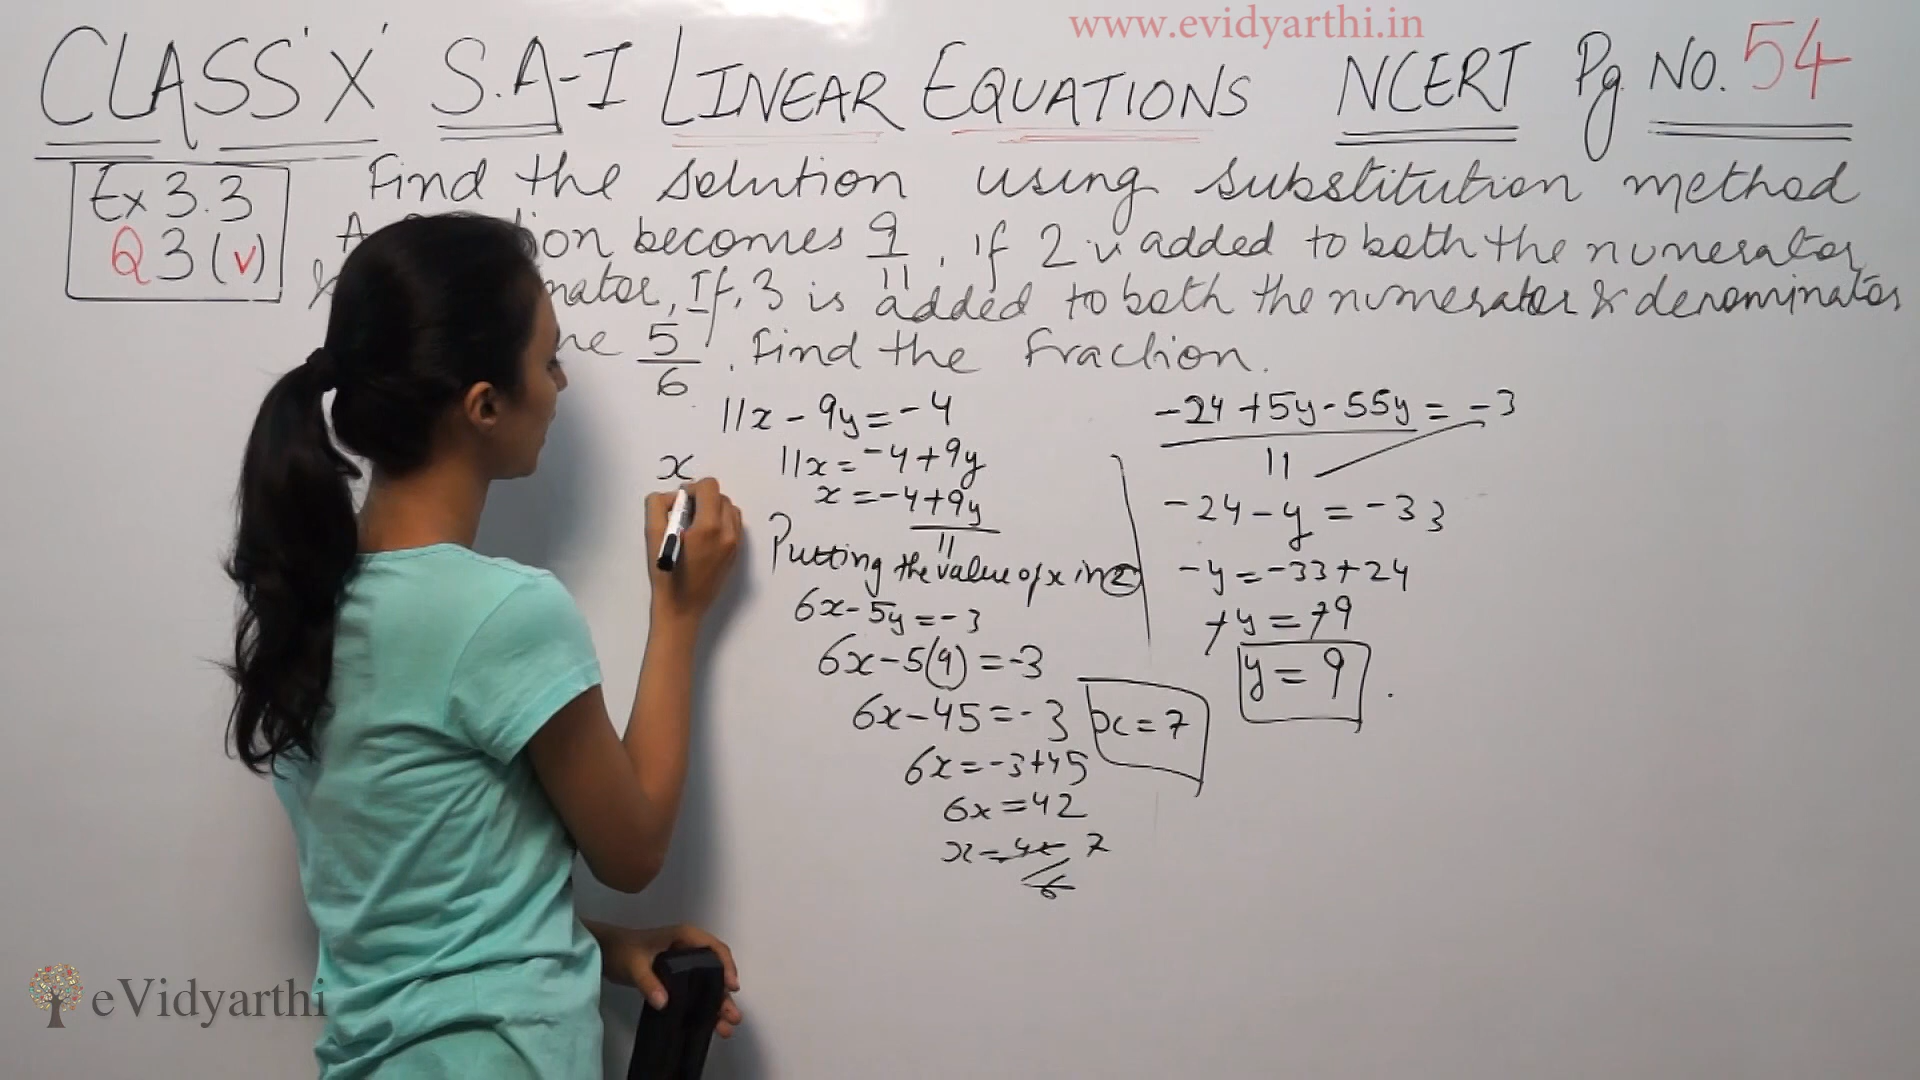 www.evidyarthi.in
CLASS 'X' S.A-I LINEAR EQUATIONS NCERT Pg NO. 54
Ex 3.3
Q 3 (v)
Find the solution using substitution method
A becomes 9/11, if 2 is added to both the numerator
If, 3 is added to both the numerator & denominator
5/6. Find the fraction.
11x - 9y = -4
11x = -4 + 9y
x = -4+9y/11
Putting the value of x in 2
6x - 5y = -3
6x - 5(9) = -3
6x - 45 = -3
6x = -3+45
6x = 42
x = 42/6 7
x = 7
x
-24 + 5y - 55y/11 = -3
-24 - y = -33
-y = -33 + 24
+y = +9
y = 9
eVidyarthi